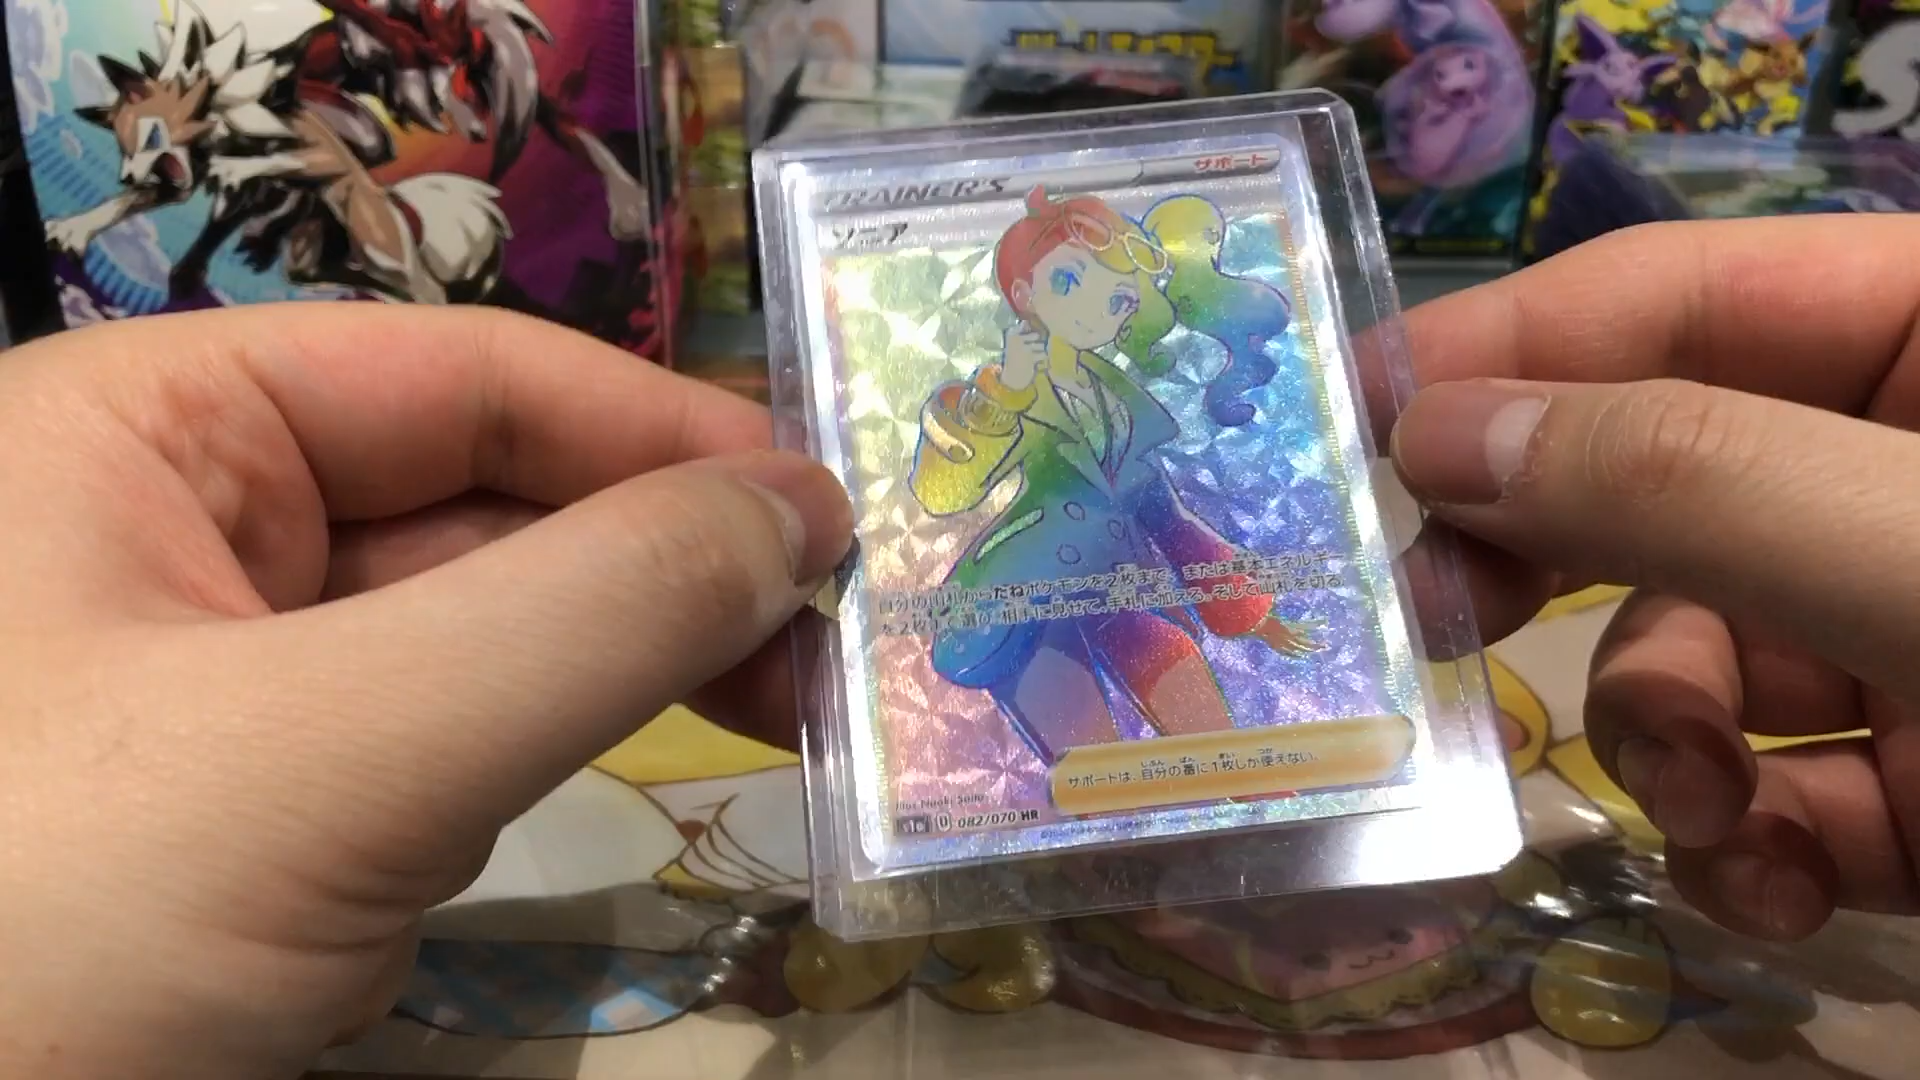 TRAINER'S
サポート
ソニア
自分の山札からたねポケモンを2枚まで、または基本エネルギー
を2枚まで選び、相手に見せて、手札に加える。そして山札を切る。
サポートは、自分の番に1枚しか使えない。
Illus. Naoki Saito
082/070 HR